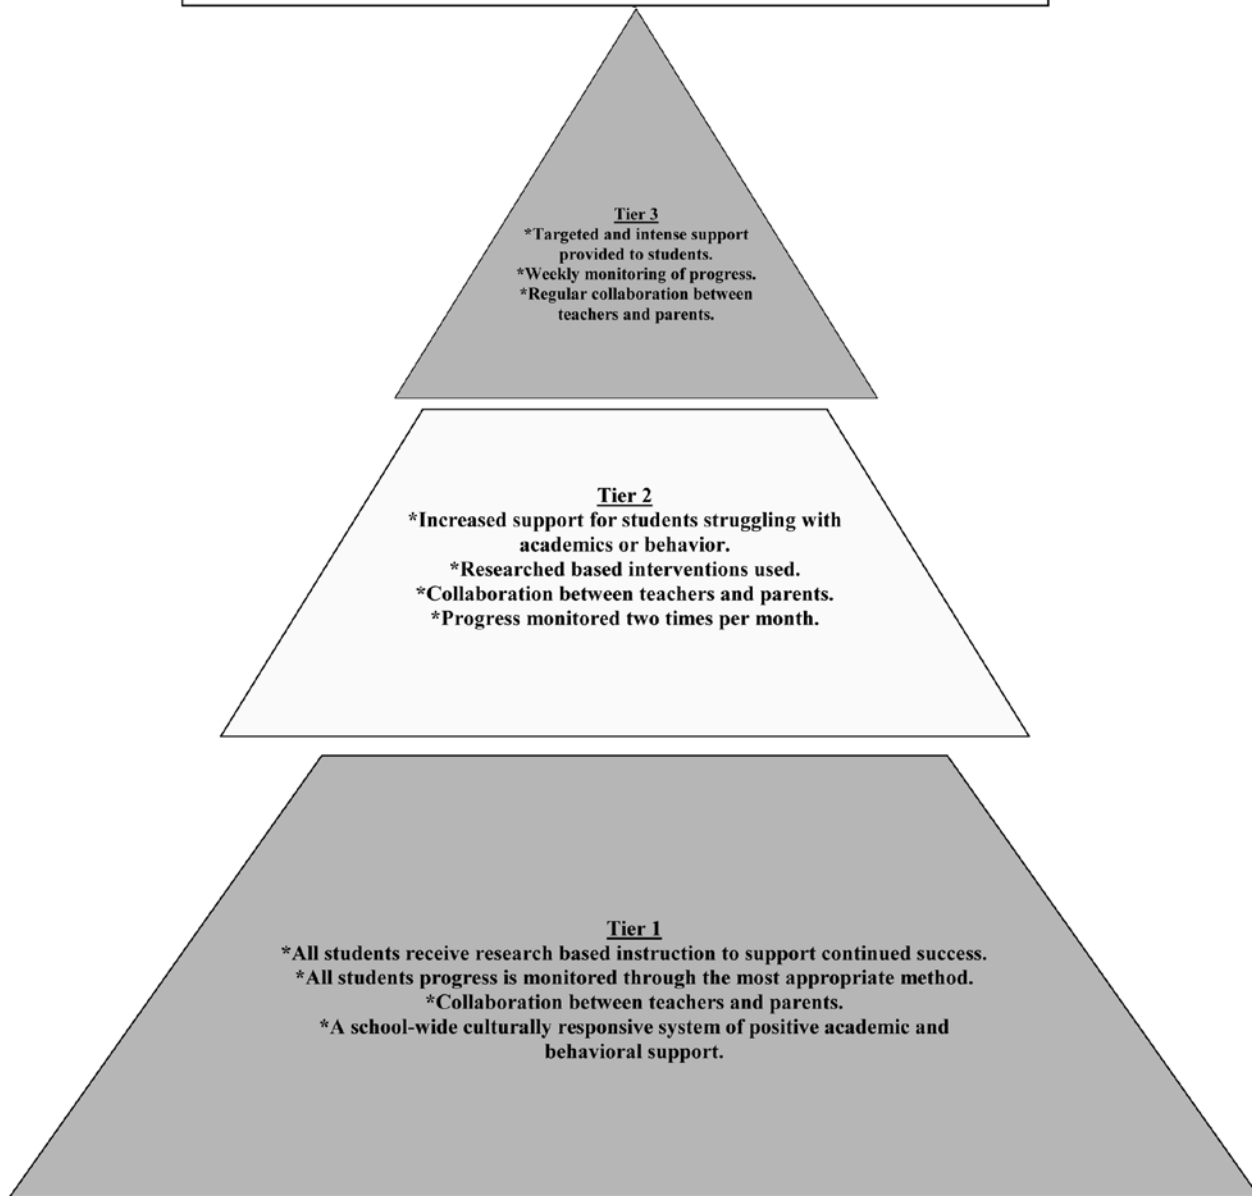 Tier 3
*Targeted and intense support
provided to students.
*Weekly monitoring of progress.
*Regular collaboration between
teachers and parents.
Tier 2
*Increased support for students struggling with
academics or behavior.
*Researched based interventions used.
*Collaboration between teachers and parents.
*Progress monitored two times per month.
Tier 1
*All students receive research based instruction to support continued success.
*All students progress is monitored through the most appropriate method.
*Collaboration between teachers and parents.
*A school-wide culturally responsive system of positive academic and
behavioral support.